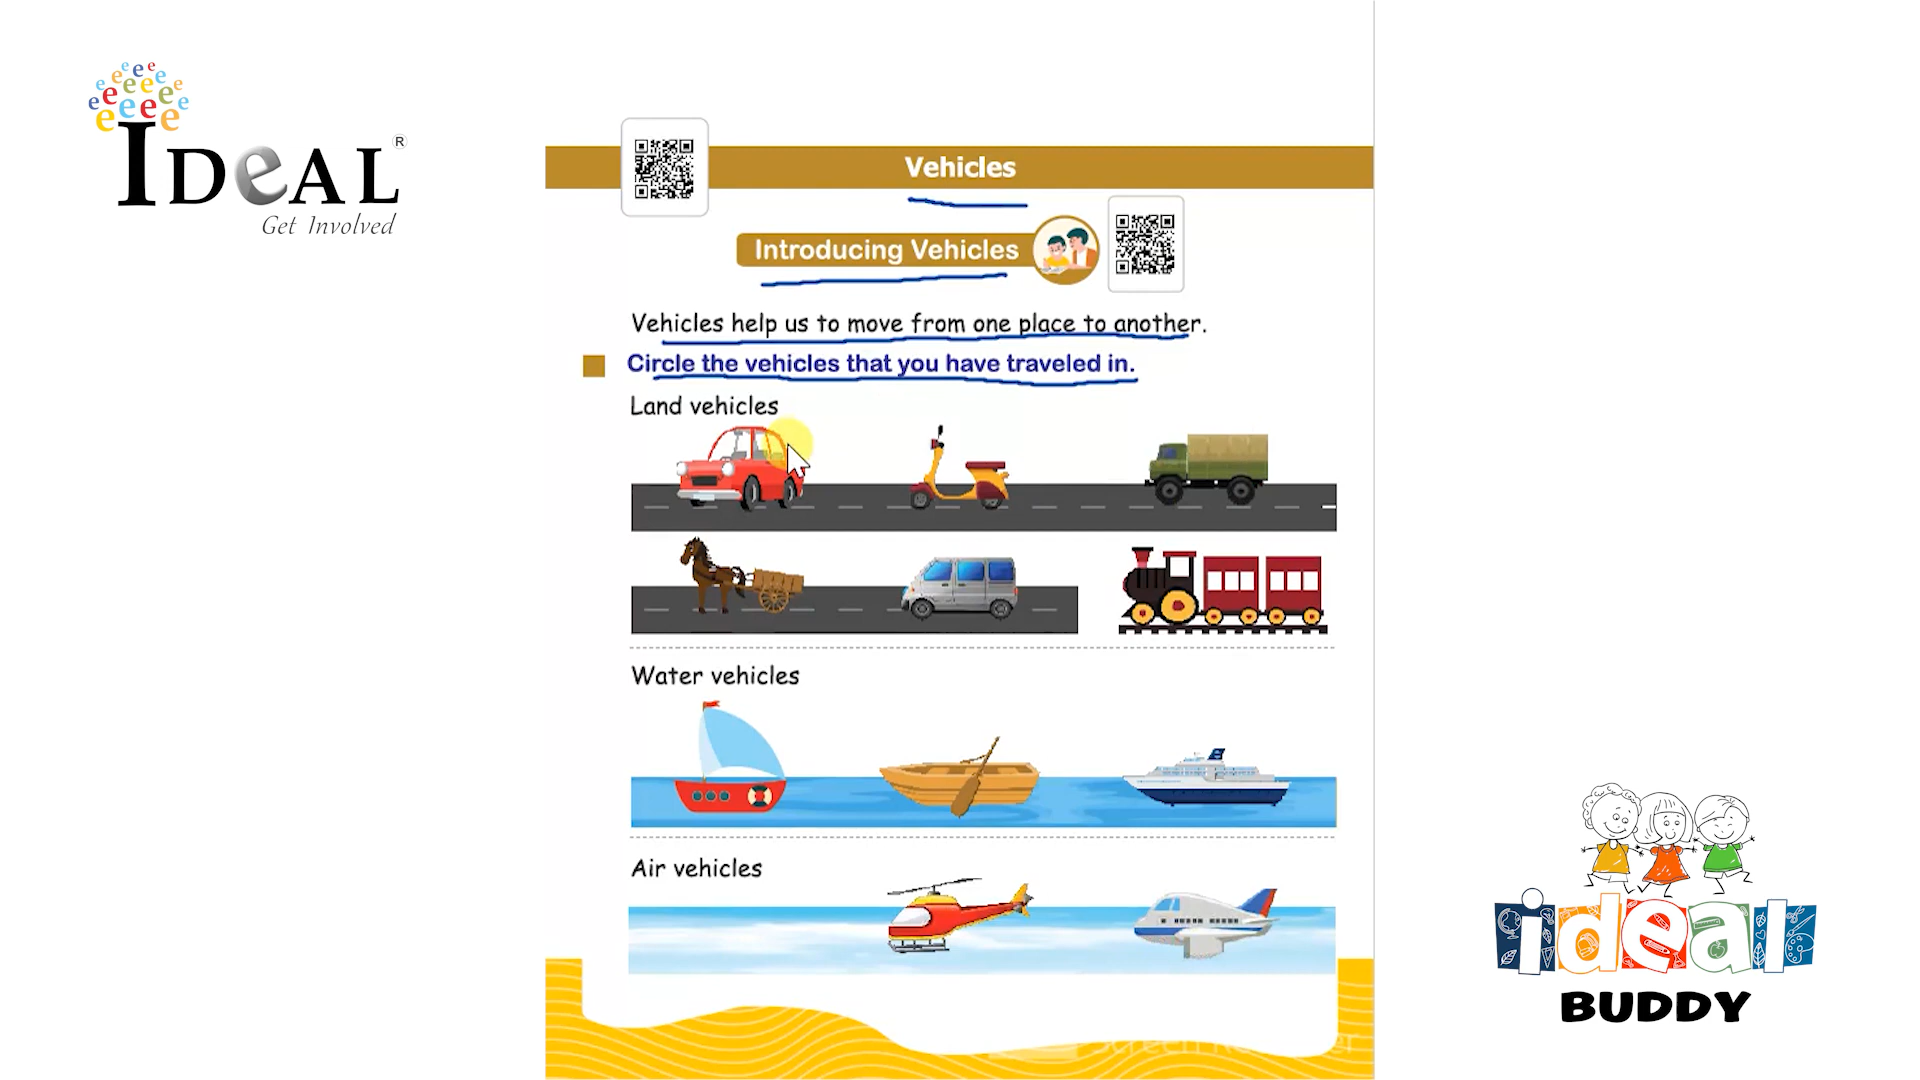 e e e e e e e e e e e e e e e e e e
IDeAL®
Get Involved
Vehicles
Introducing Vehicles
Vehicles help us to move from one place to another.
Circle the vehicles that you have traveled in.
Land vehicles
Water vehicles
Air vehicles
ideal
BUDDY